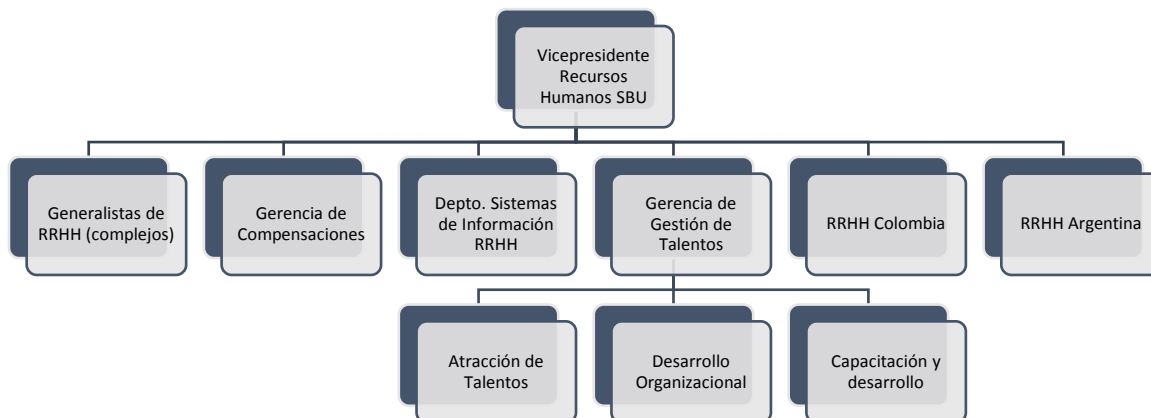 Vicepresidente
Recursos
Humanos SBU
Generalistas de
RRHH (complejos)
Gerencia de
Compensaciones
Depto. Sistemas
de Información
RRHH
Gerencia de
Gestión de
Talentos
RRHH Colombia
RRHH Argentina
Atracción de
Talentos
Desarrollo
Organizacional
Capacitación y
desarrollo